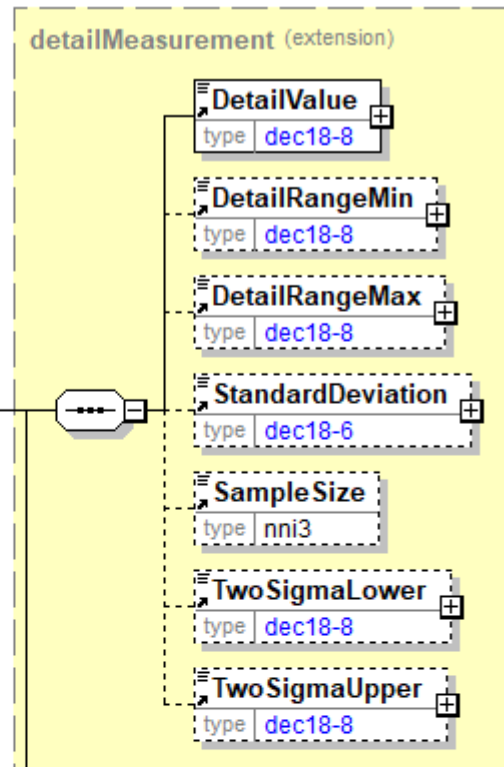 detailMeasurement (extension)
DetailValue
type dec18-8
DetailRangeMin
type dec18-8
DetailRangeMax
type dec18-8
StandardDeviation
type dec18-6
SampleSize
type nni3
TwoSigmaLower
type dec18-8
TwoSigmaUpper
type dec18-8